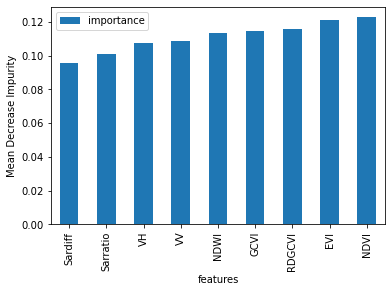 importance
Mean Decrease Impurity
0.12
0.10
0.08
0.06
0.04
0.02
0.00
Sardiff
Sarratio
VH
VV
NDWI
GCVI
RDGCVI
EVI
NDVI
features